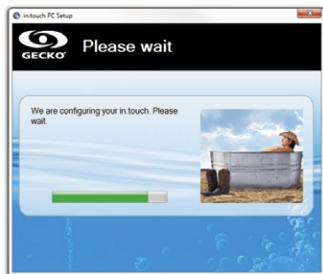 in.touch PC Setup
GECKO
Please wait
We are configuring your in.touch. Please
wait.